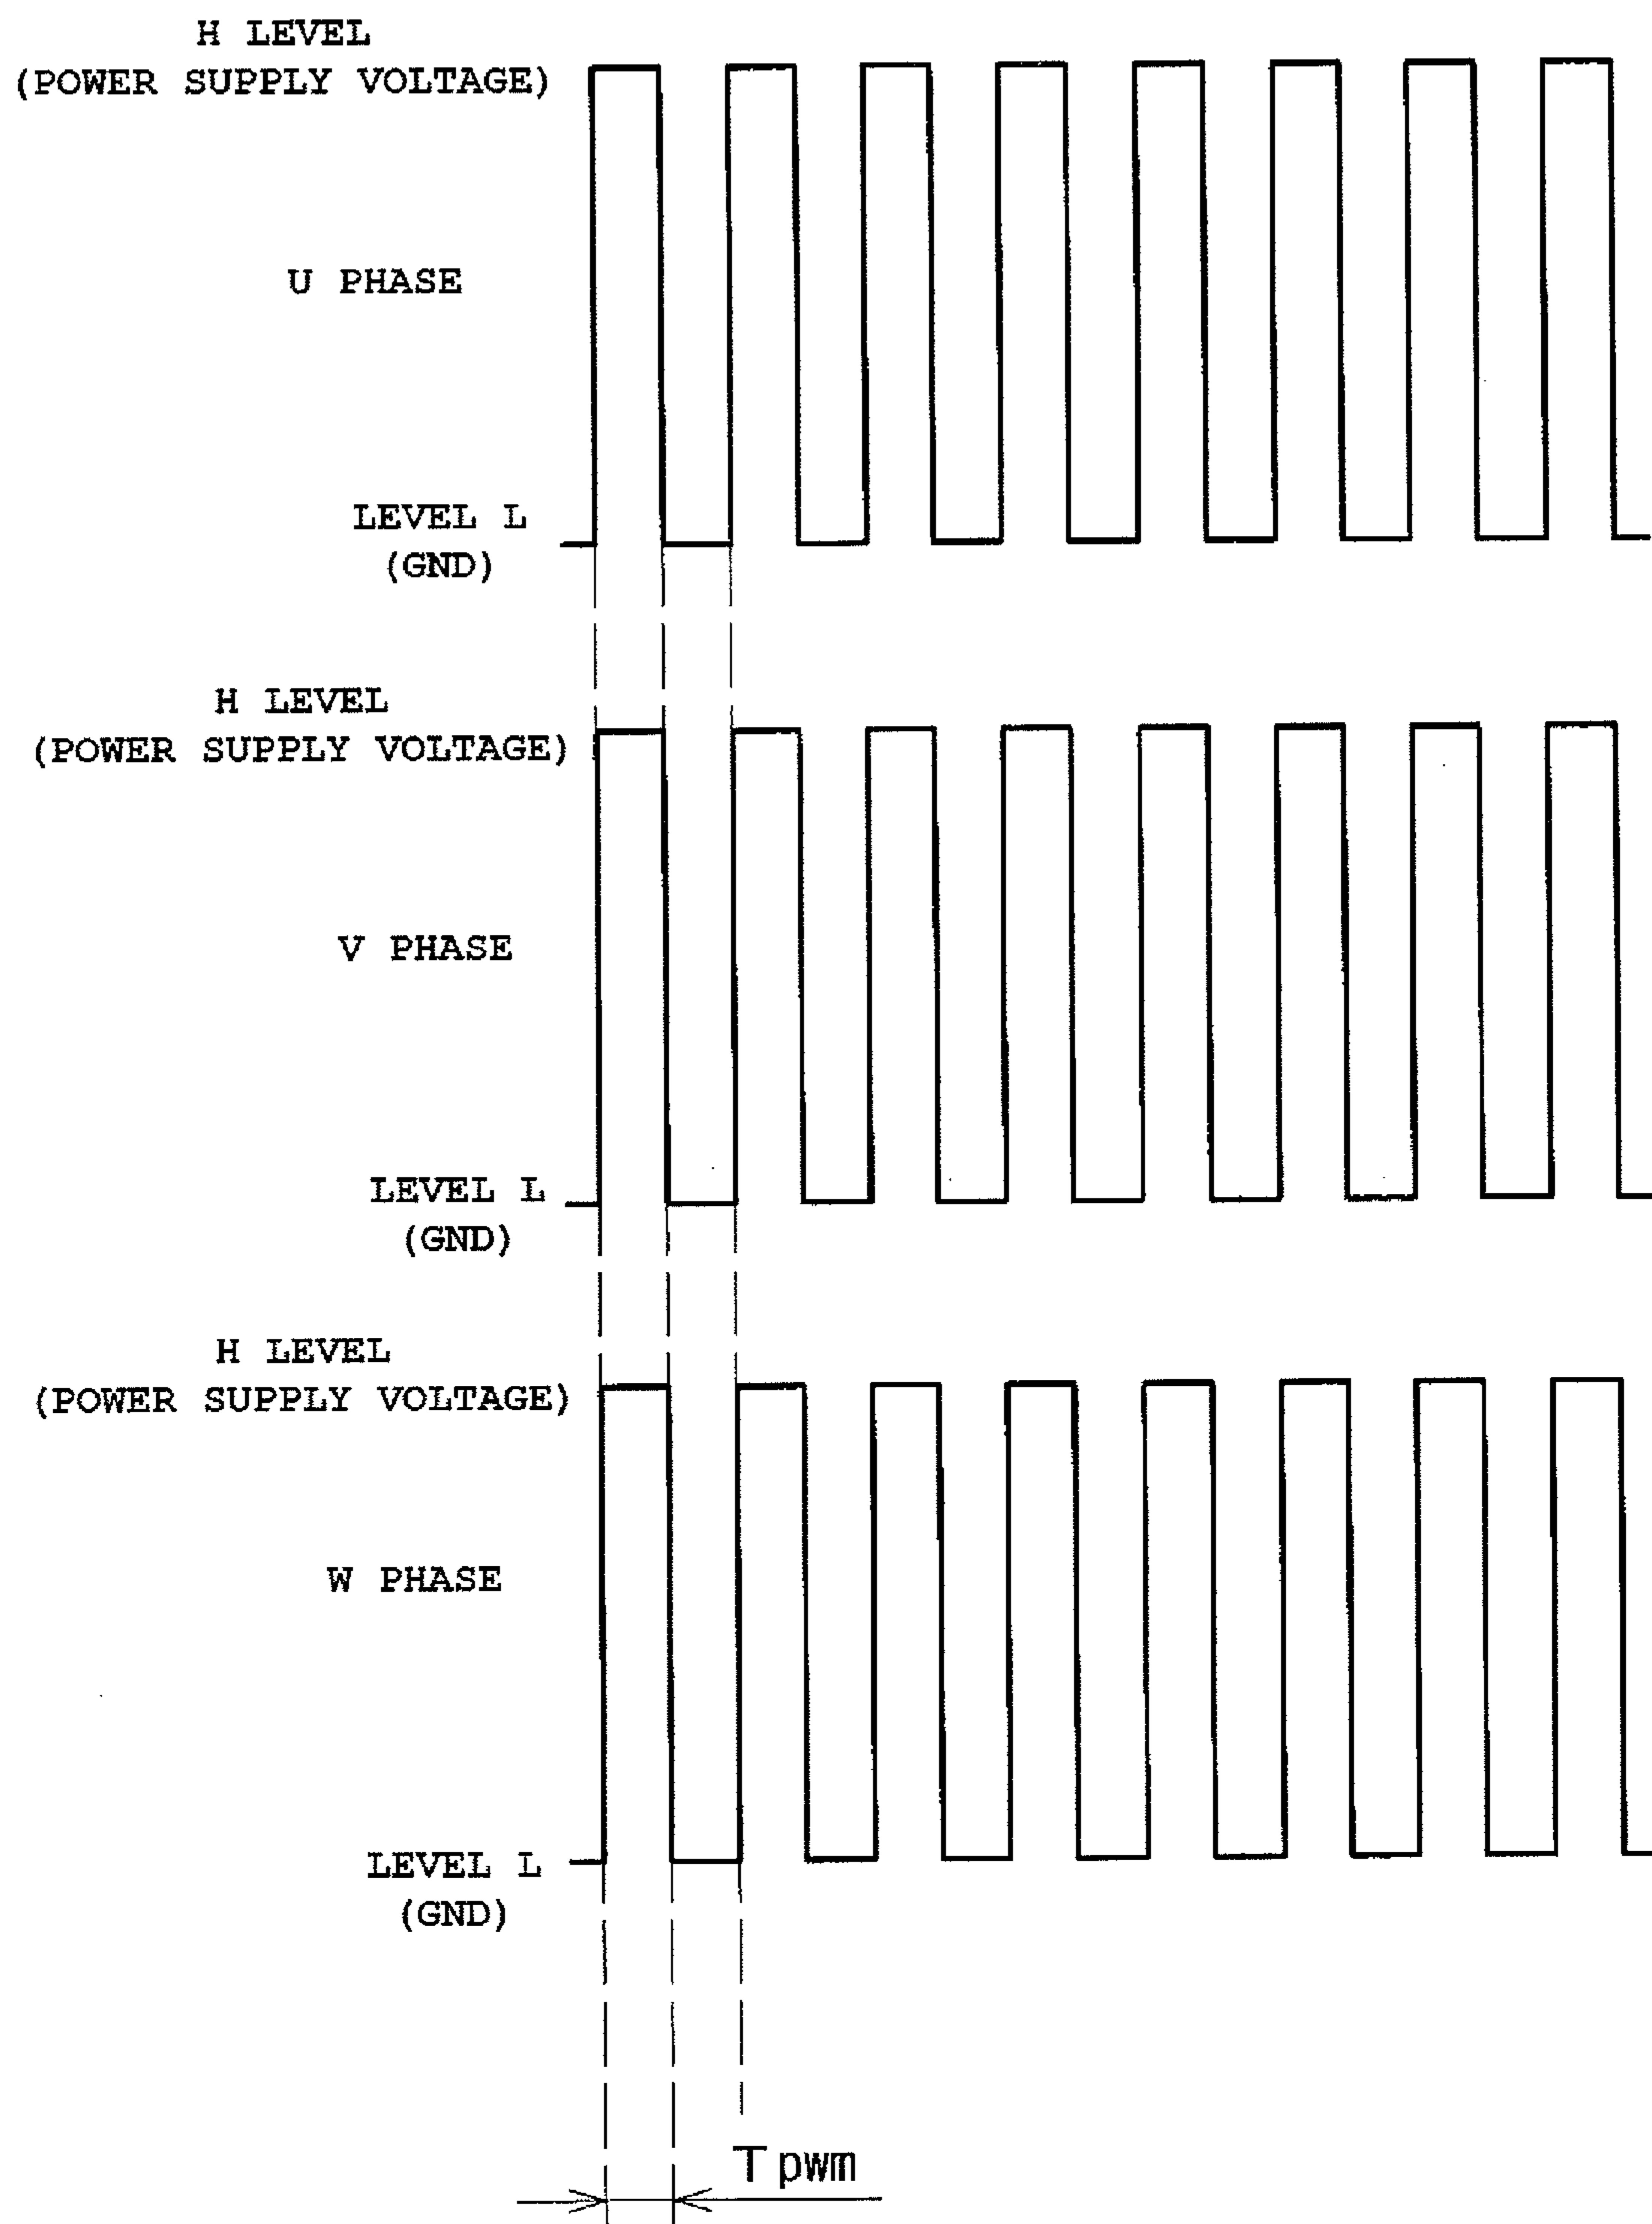 H LEVEL
(POWER SUPPLY VOLTAGE)
U PHASE
LEVEL L
(GND)
H LEVEL
(POWER SUPPLY VOLTAGE)
V PHASE
LEVEL L
(GND)
H LEVEL
(POWER SUPPLY VOLTAGE)
W PHASE
LEVEL L
(GND)
Tpwm